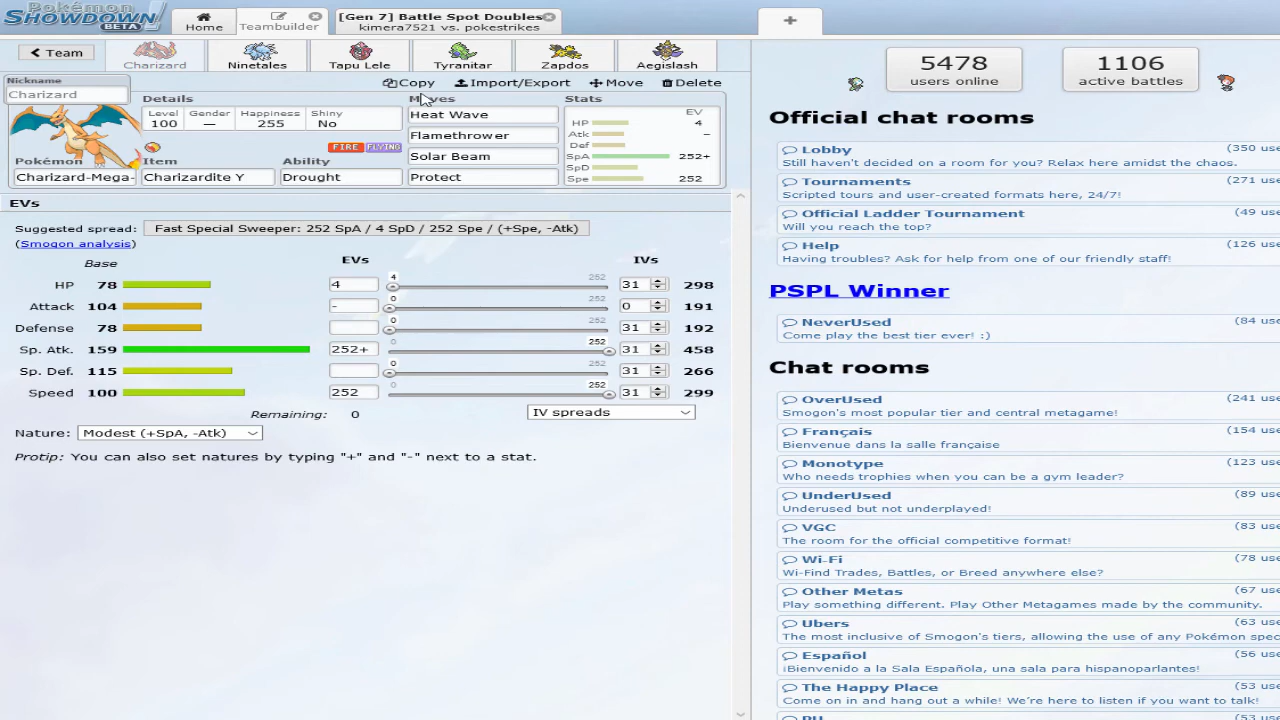 Pokémon
SHOWDOWN
BETA
Home
Teambuilder
[Gen 7] Battle Spot Doubles
kimera7521 vs. pokestrikes
+
< Team
Charizard
Ninetales
Tapu Lele
Tyranitar
Zapdos
Aegislash
Copy
Import/Export
Move
Delete
Nickname
Charizard
Details
Level
100
Gender
—
Happiness
255
Shiny
No
FIRE FLYING
Pokémon
Charizard-Mega-
Item
Charizardite Y
Ability
Drought
Moves
Heat Wave
Flamethrower
Solar Beam
Protect
Stats
EV
HP 4
Atk –
Def
SpA 252+
SpD
Spe 252
EVs
Suggested spread: Fast Special Sweeper: 252 SpA / 4 SpD / 252 Spe / (+Spe, -Atk)
(Smogon analysis)
Base EVs IVs
HP 78 4 4 252 31 298
Attack 104 - 0 252 0 191
Defense 78 0 252 31 192
Sp. Atk. 159 252+ 0 252 31 458
Sp. Def. 115 0 252 31 266
Speed 100 252 0 252 31 299
Remaining: 0
IV spreads
Nature: Modest (+SpA, -Atk)
Protip: You can also set natures by typing "+" and "-" next to a stat.
5478
users online
1106
active battles
Official chat rooms
Lobby (350 use
Still haven't decided on a room for you? Relax here amidst the chaos.
Tournaments (271 use
Scripted tours and user-created formats here, 24/7!
Official Ladder Tournament (49 use
Will you reach the top?
Help (126 use
Having troubles? Ask for help from one of our friendly staff!
PSPL Winner
NeverUsed (84 use
Come play the best tier ever! :)
Chat rooms
OverUsed (241 use
Smogon's most popular tier and central metagame!
Français (154 use
Bienvenue dans la salle française
Monotype (123 use
Who needs trophies when you can be a gym leader?
UnderUsed (89 use
Underused but not underplayed!
VGC (83 use
The room for the official competitive format!
Wi-Fi (78 use
Wi-Find Trades, Battles, or Breed anywhere else?
Other Metas (67 use
Play something different. Play Other Metagames made by the community.
Ubers (63 use
The most inclusive of Smogon's tiers, allowing the use of any Pokémon spec
Español (56 use
¡Bienvenido a la Sala Española, una sala para hispanoparlantes!
The Happy Place (53 use
Come on in and hang out a while! We're here to listen if you want to talk!
(53 use